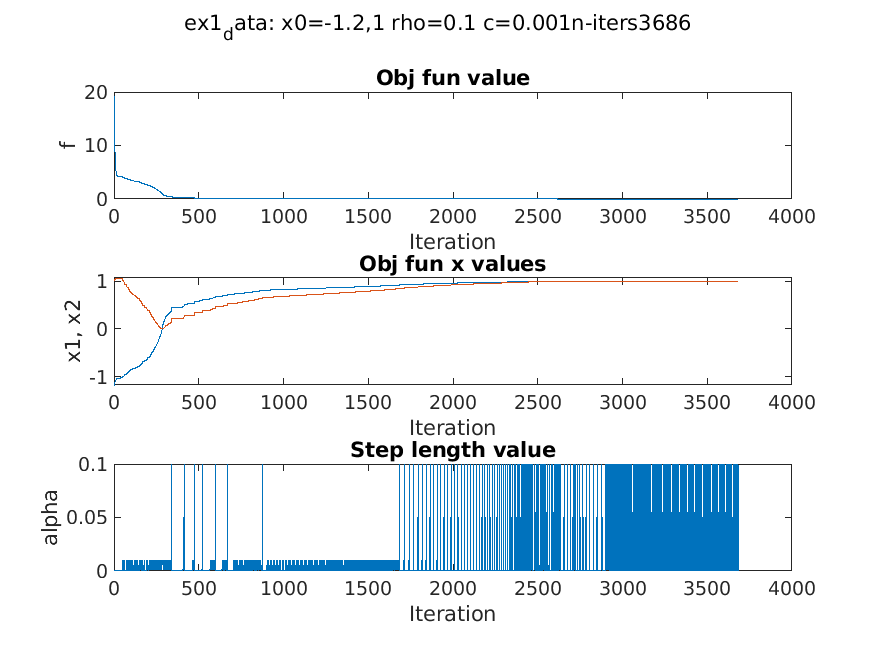 ex1data: x0=-1.2,1 rho=0.1 c=0.001n-iters3686
Obj fun value
20
10
0
f
0 500 1000 1500 2000 2500 3000 3500 4000
Iteration
Obj fun x values
1
0
-1
x1, x2
0 500 1000 1500 2000 2500 3000 3500 4000
Iteration
Step length value
0.1
0.05
0
alpha
0 500 1000 1500 2000 2500 3000 3500 4000
Iteration